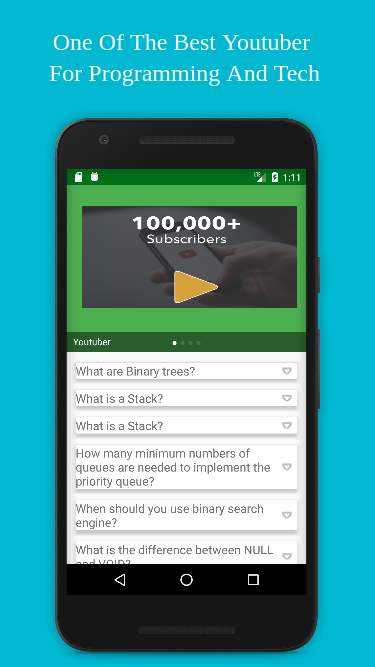 One Of The Best Youtuber
For Programming And Tech
LTE
1:11
100,000+
Subscribers
Youtuber
What are Binary trees?
What is a Stack?
What is a Stack?
How many minimum numbers of
queues are needed to implement the
priority queue?
When should you use binary search
engine?
What is the difference between NULL
and VOID?